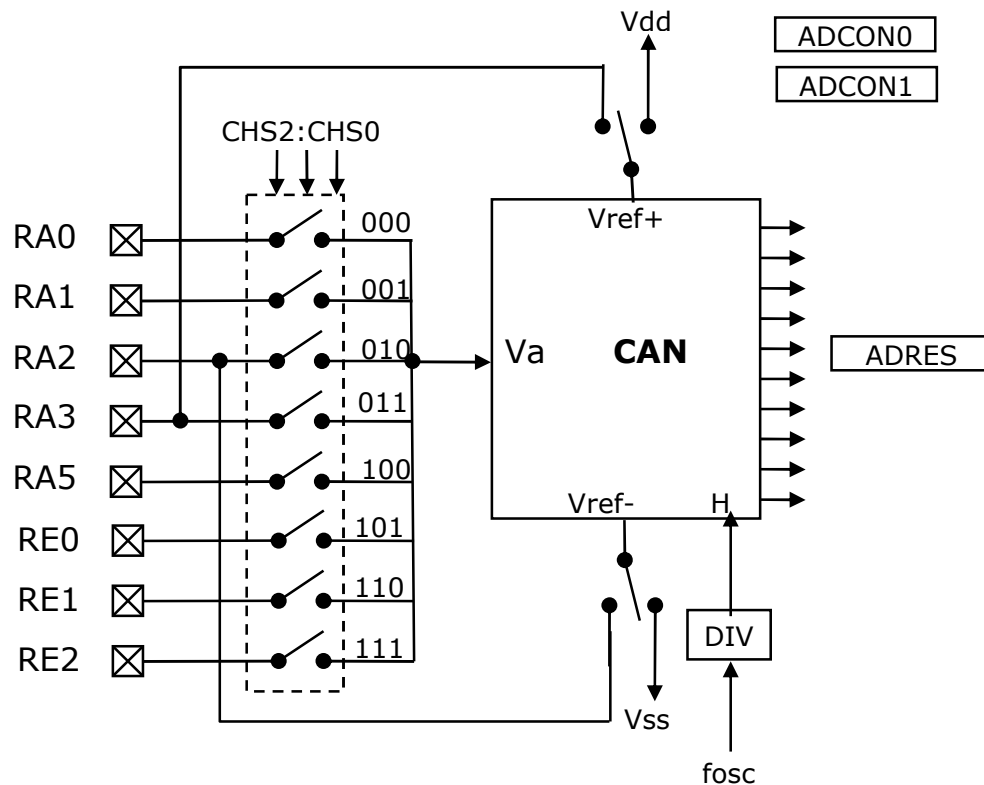 Vdd
ADCON0
ADCON1
CHS2:CHS0
RA0
000
Vref+
RA1
001
RA2
010
Va
CAN
ADRES
RA3
011
RA5
100
Vref-
H
RE0
101
RE1
110
DIV
RE2
111
Vss
fosc